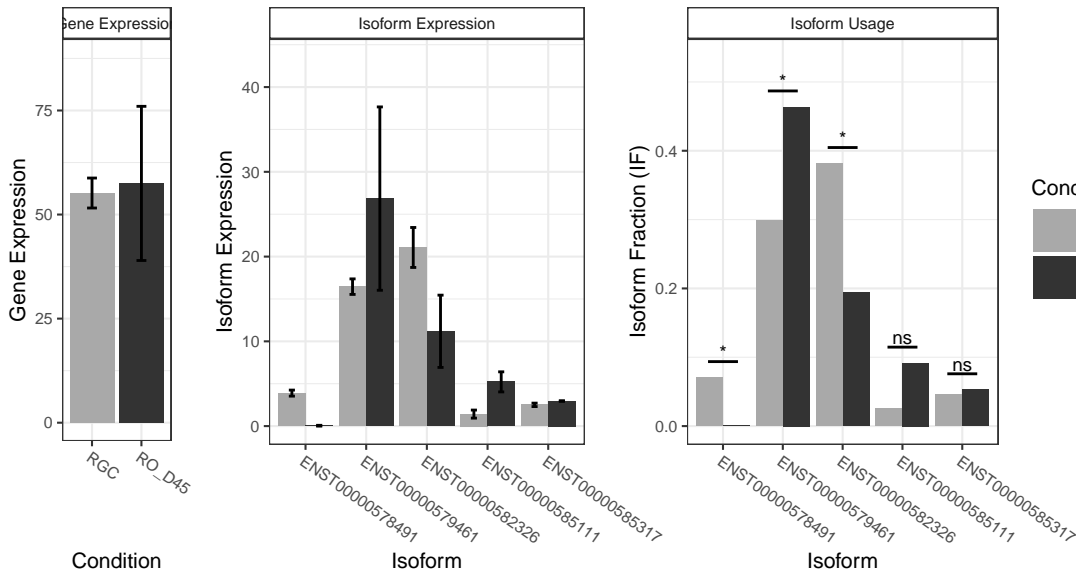 Gene Expression
Isoform Expression
Isoform Usage
Gene Expression
75
50
25
0
RGC
RO_D45
Condition
Isoform Expression
40
30
20
10
0
ENST00000578491
ENST00000579461
ENST00000582326
ENST00000585111
ENST00000585317
Isoform
Isoform Fraction (IF)
0.4
0.2
0.0
*
*
*
ns
ns
ENST00000578491
ENST00000579461
ENST00000582326
ENST00000585111
ENST00000585317
Isoform
Cond